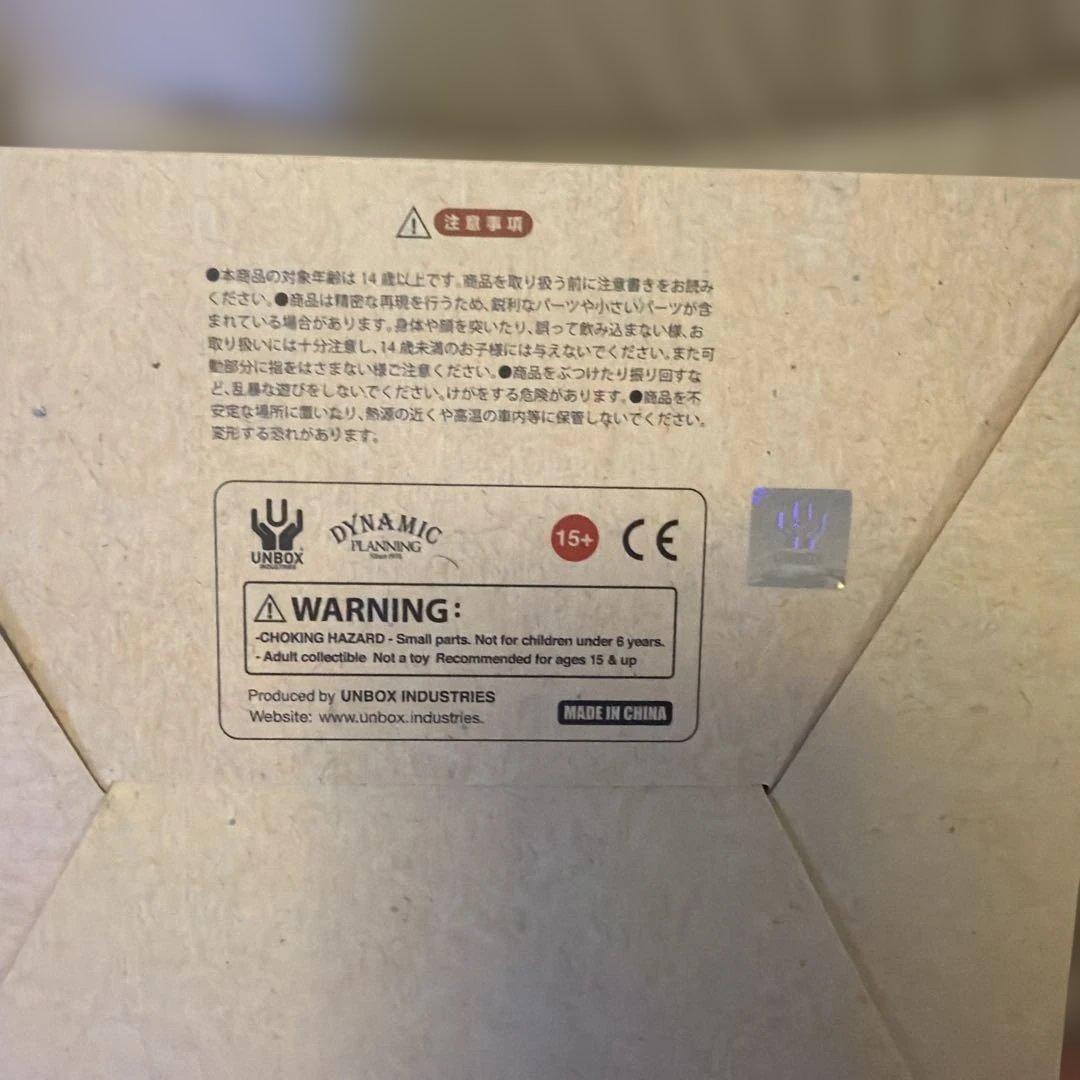 注意事項
●本商品の対象年齢は 14 歳以上です。商品を取り扱う前に注意書きをお読み
ください。●商品は精密な再現を行うため、鋭利なパーツや小さいパーツが含
まれている場合があります。身体や顔を突いたり、誤って飲み込まない様、お
取り扱いには十分注意し、14 歳未満のお子様には与えないでください。また可
動部分に指をはさまない様ご注意ください。●商品をぶつけたり振り回すな
ど、乱暴な遊びをしないでください。けがをする危険があります。●商品を不
安定な場所に置いたり、熱源の近くや高温の車内等に保管しないでください。
変形する恐れがあります。
UNBOX
INDUSTRIES
DYNAMIC
PLANNING
15+
CE
WARNING:
-CHOKING HAZARD - Small parts. Not for children under 6 years.
- Adult collectible Not a toy Recommended for ages 15 & up
Produced by UNBOX INDUSTRIES
Website: www.unbox.industries.
MADE IN CHINA